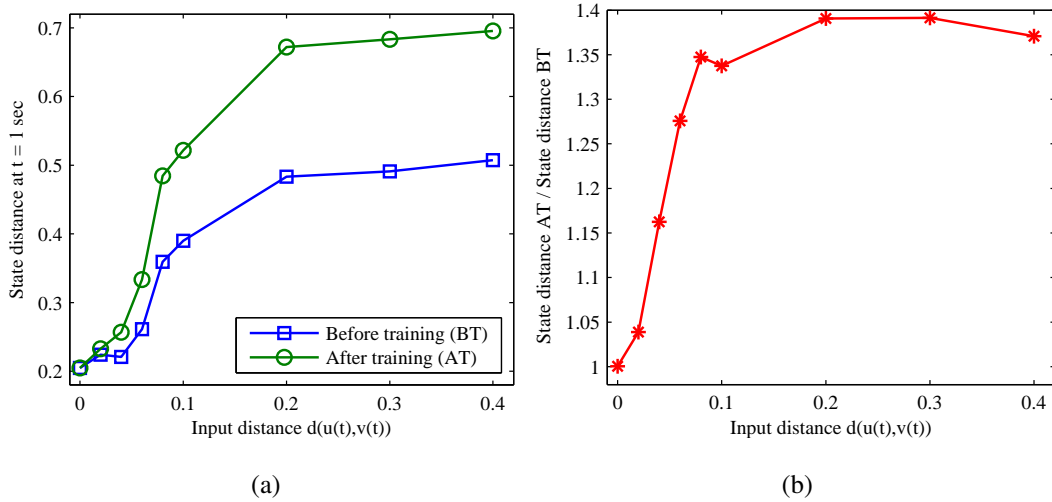 0.7
0.6
0.5
0.4
0.3
0.2
State distance at t = 1 sec
Before training (BT)
After training (AT)
0 0.1 0.2 0.3 0.4
Input distance d(u(t),v(t))
(a)
1.4
1.35
1.3
1.25
1.2
1.15
1.1
1.05
1
State distance AT / State distance BT
0 0.1 0.2 0.3 0.4
Input distance d(u(t),v(t))
(b)